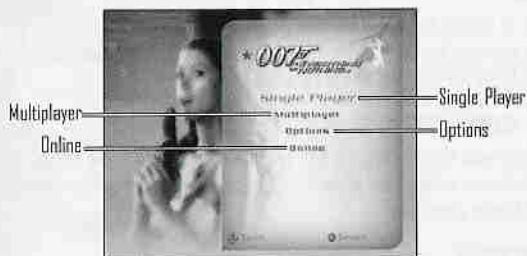 007
Single Player
Single Player
Multiplayer
Multiplayer
Options
Options
Online
Online